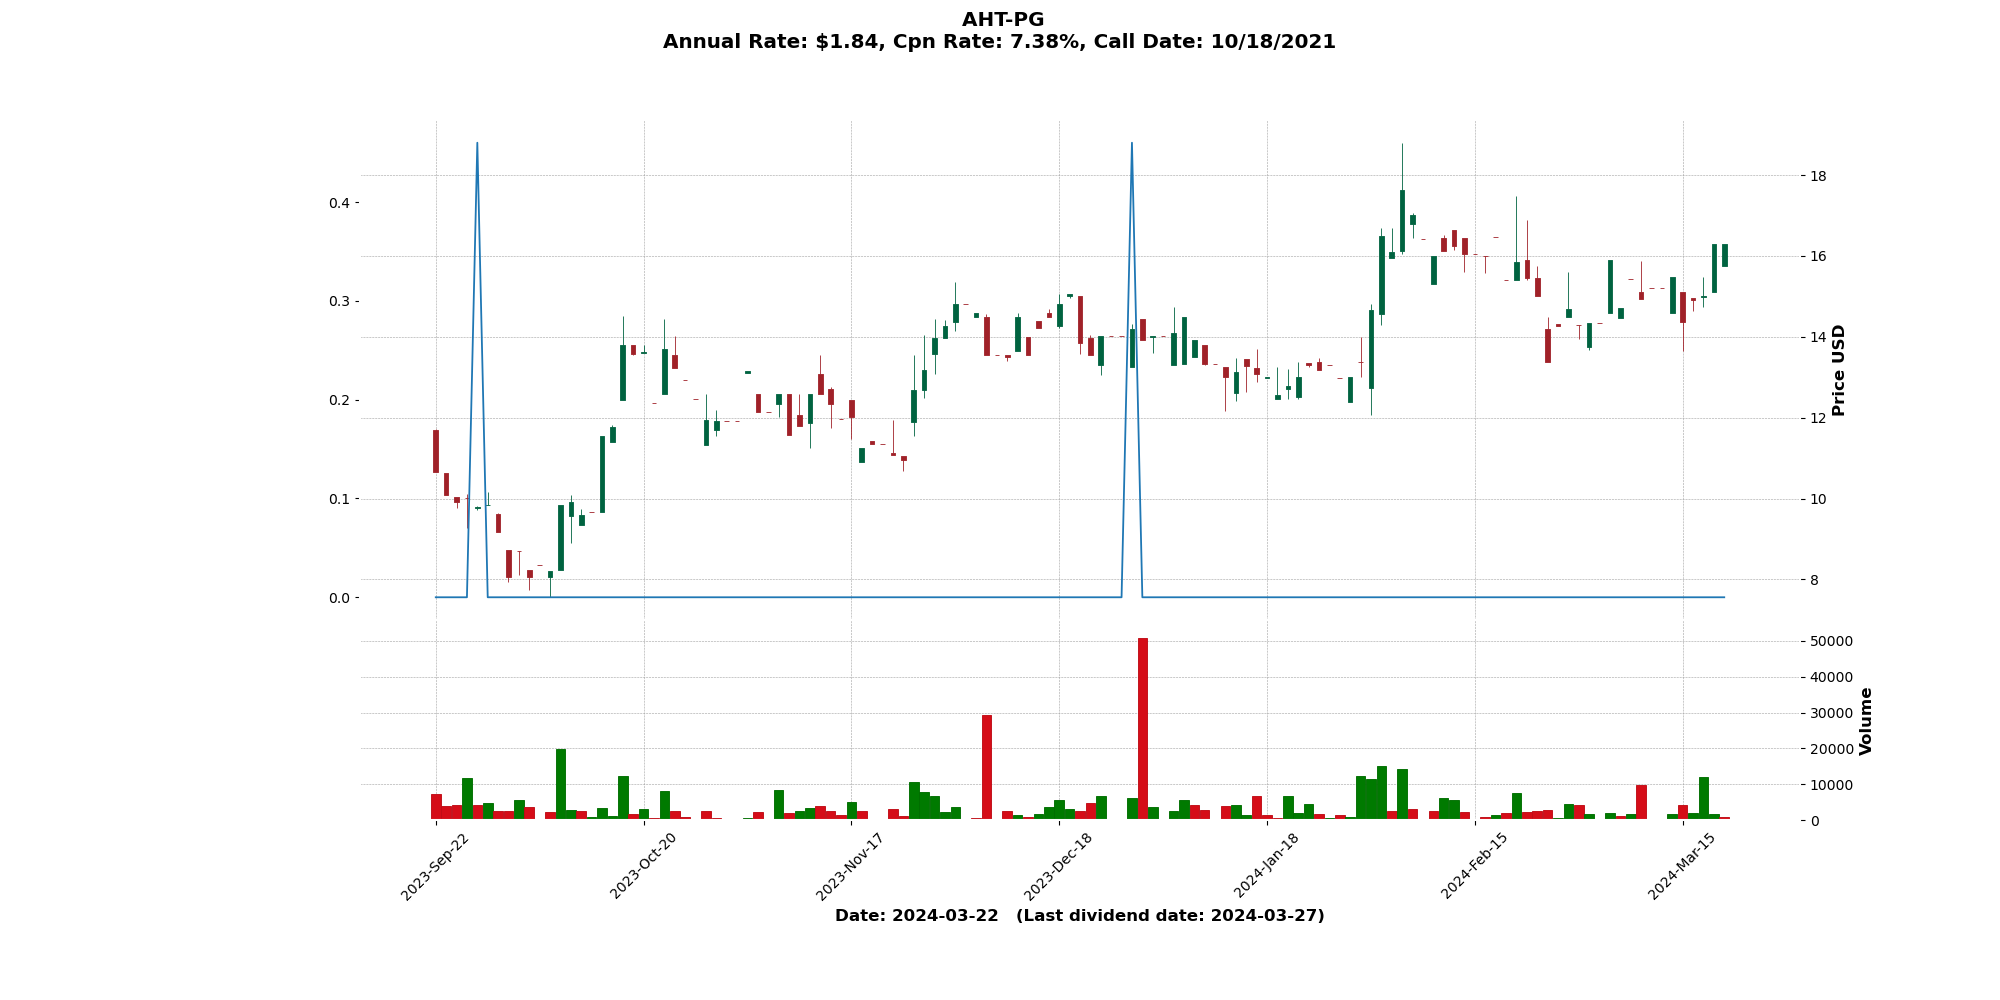 AHT-PG
Annual Rate: $1.84, Cpn Rate: 7.38%, Call Date: 10/18/2021
0.4
0.3
0.2
0.1
0.0
18
16
14
12
10
8
Price USD
50000
40000
30000
20000
10000
0
Volume
2023-Sep-22
2023-Oct-20
2023-Nov-17
2023-Dec-18
2024-Jan-18
2024-Feb-15
2024-Mar-15
Date: 2024-03-22 (Last dividend date: 2024-03-27)